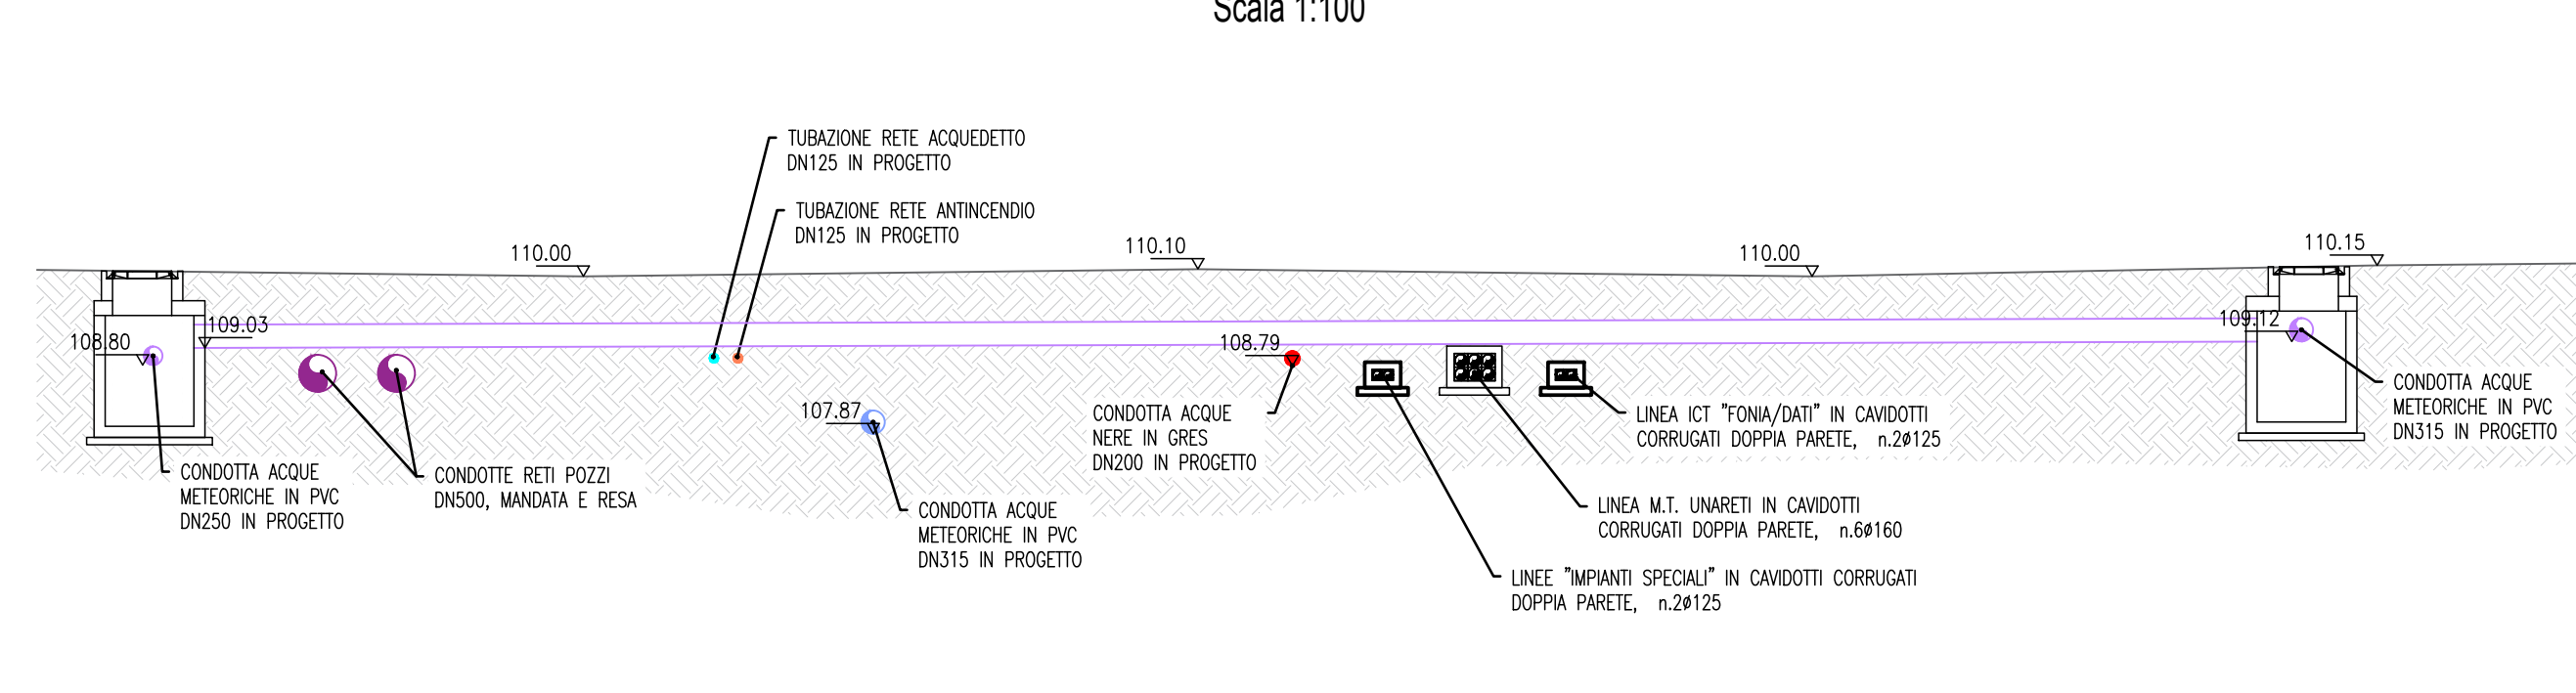 Scala 1:100
TUBAZIONE RETE ACQUEDETTO
DN125 IN PROGETTO
TUBAZIONE RETE ANTINCENDIO
DN125 IN PROGETTO
110.00
110.10
110.00
110.15
109.03
108.80
108.79
109.12
107.87
CONDOTTA ACQUE
METEORICHE IN PVC
DN250 IN PROGETTO
CONDOTTE RETI POZZI
DN500, MANDATA E RESA
CONDOTTA ACQUE
METEORICHE IN PVC
DN315 IN PROGETTO
CONDOTTA ACQUE
NERE IN GRES
DN200 IN PROGETTO
LINEA ICT "FONIA/DATI" IN CAVIDOTTI
CORRUGATI DOPPIA PARETE, n.2ø125
LINEA M.T. UNARETI IN CAVIDOTTI
CORRUGATI DOPPIA PARETE, n.6ø160
LINEE "IMPIANTI SPECIALI" IN CAVIDOTTI CORRUGATI
DOPPIA PARETE, n.2ø125
CONDOTTA ACQUE
METEORICHE IN PVC
DN315 IN PROGETTO